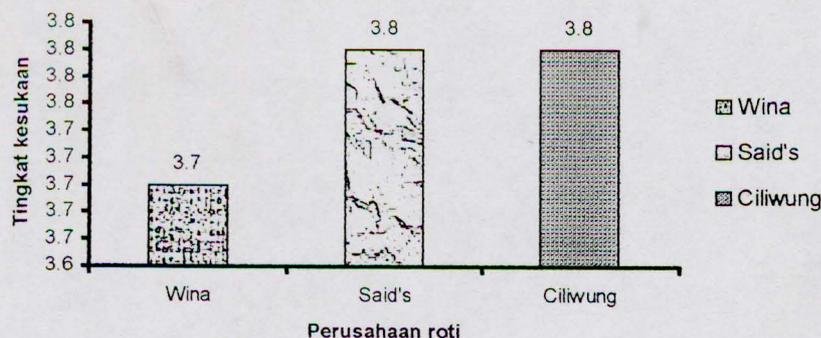 3.8
3.8
3.8
3.8
3.7
3.7
3.7
3.7
3.7
3.6
Tingkat kesukaan
3.7
3.8
3.8
Wina
Said's
Ciliwung
Perusahaan roti
Wina
Said's
Ciliwung